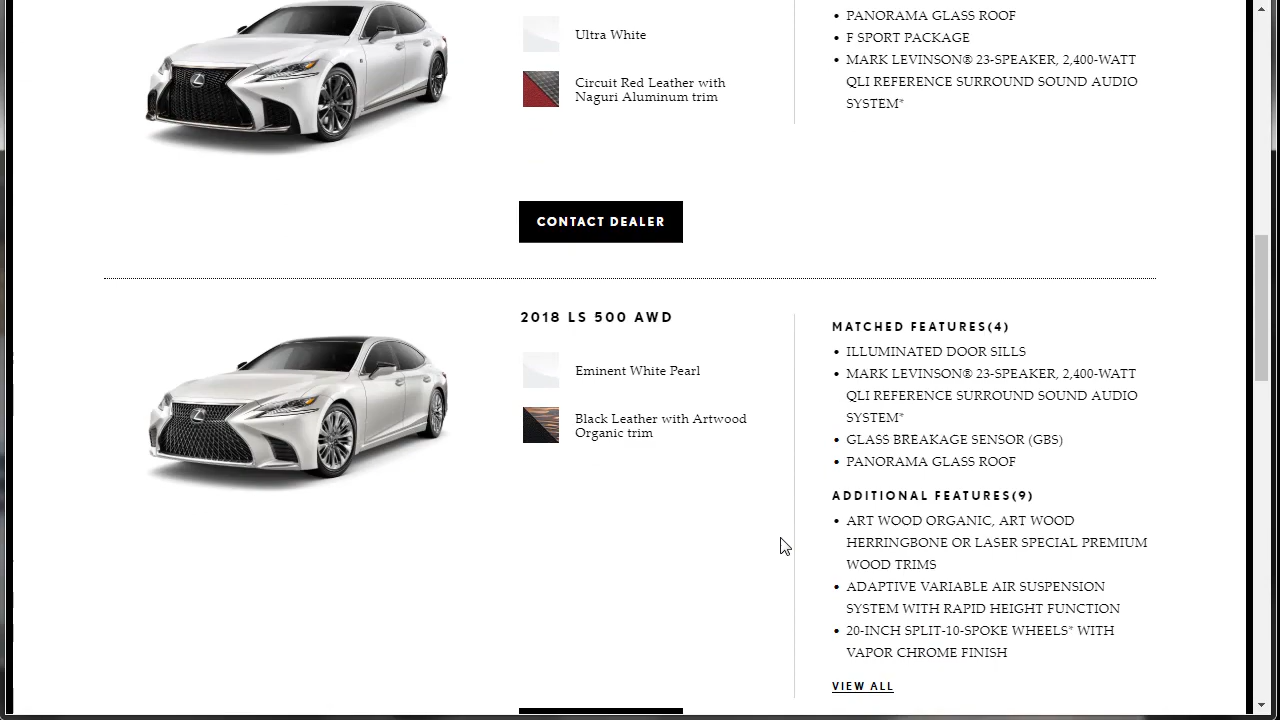 Ultra White
Circuit Red Leather with
Naguri Aluminum trim
• PANORAMA GLASS ROOF
• F SPORT PACKAGE
• MARK LEVINSON® 23-SPEAKER, 2,400-WATT
QLI REFERENCE SURROUND SOUND AUDIO
SYSTEM*
CONTACT DEALER
2018 LS 500 AWD
Eminent White Pearl
Black Leather with Artwood
Organic trim
MATCHED FEATURES(4)
• ILLUMINATED DOOR SILLS
• MARK LEVINSON® 23-SPEAKER, 2,400-WATT
QLI REFERENCE SURROUND SOUND AUDIO
SYSTEM*
• GLASS BREAKAGE SENSOR (GBS)
• PANORAMA GLASS ROOF
ADDITIONAL FEATURES(9)
• ART WOOD ORGANIC, ART WOOD
HERRINGBONE OR LASER SPECIAL PREMIUM
WOOD TRIMS
• ADAPTIVE VARIABLE AIR SUSPENSION
SYSTEM WITH RAPID HEIGHT FUNCTION
• 20-INCH SPLIT-10-SPOKE WHEELS* WITH
VAPOR CHROME FINISH
VIEW ALL